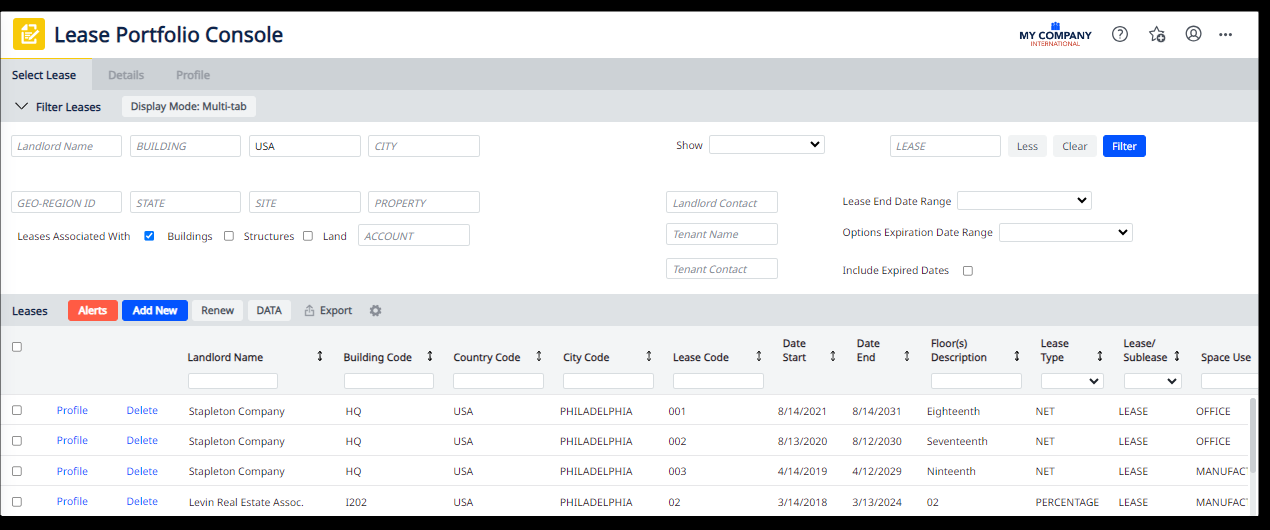 Lease Portfolio Console
MY COMPANY
INTERNATIONAL
Select Lease Details Profile
Filter Leases Display Mode: Multi-tab
Landlord Name BUILDING USA CITY Show LEASE Less Clear Filter
GEO-REGION ID STATE SITE PROPERTY Landlord Contact Lease End Date Range
Leases Associated With Buildings Structures Land ACCOUNT Tenant Name Options Expiration Date Range
Tenant Contact Include Expired Dates
Leases Alerts Add New Renew DATA Export
Landlord Name Building Code Country Code City Code Lease Code Date Start Date End Floor(s) Description Lease Type Lease/ Sublease Space Use
Profile Delete Stapleton Company HQ USA PHILADELPHIA 001 8/14/2021 8/14/2031 Eighteenth NET LEASE OFFICE
Profile Delete Stapleton Company HQ USA PHILADELPHIA 002 8/13/2020 8/12/2030 Seventeenth NET LEASE OFFICE
Profile Delete Stapleton Company HQ USA PHILADELPHIA 003 4/14/2019 4/12/2029 Ninteenth NET LEASE MANUFAC
Profile Delete Levin Real Estate Assoc. I202 USA PHILADELPHIA 02 3/14/2018 3/13/2024 02 PERCENTAGE LEASE MANUFAC